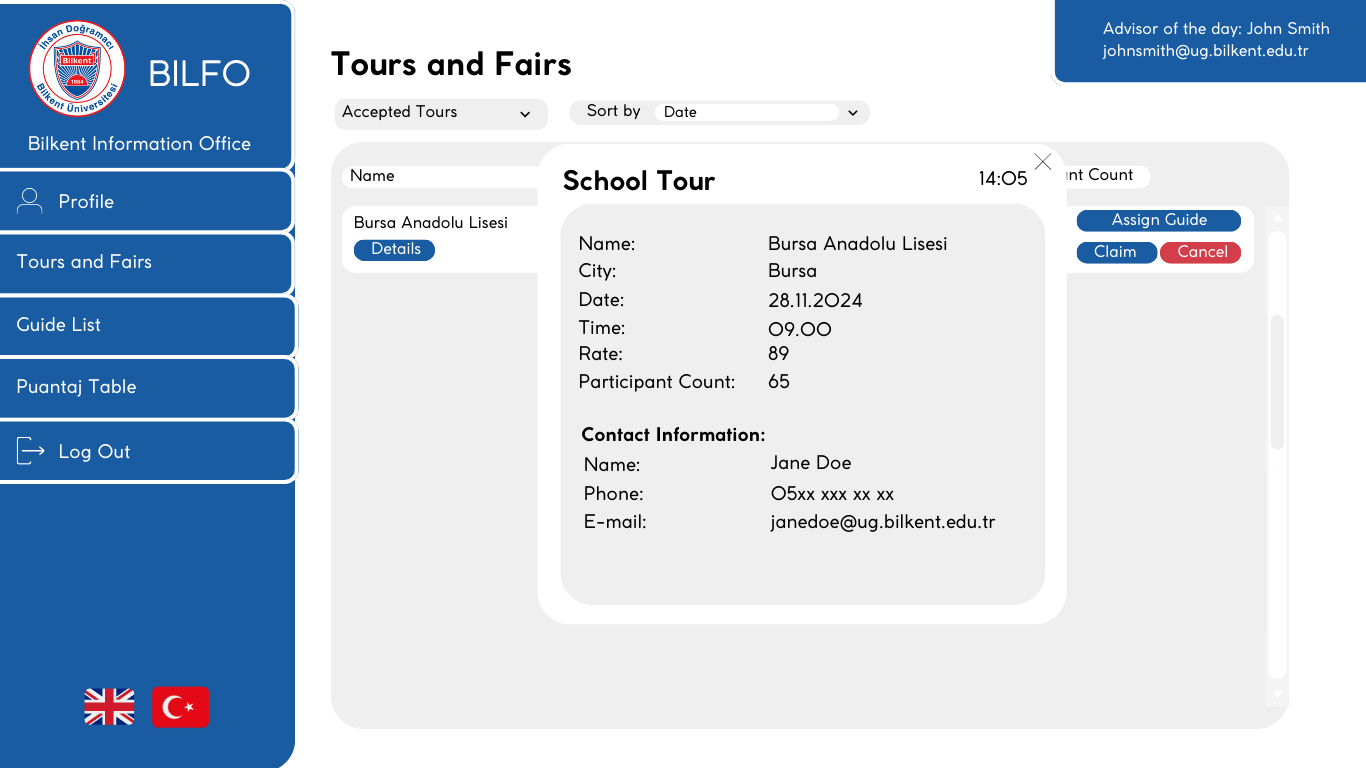 İhsan Doğramacı
Bilkent
1984
Bilkent Üniversitesi
BILFO
Bilkent Information Office
Profile
Tours and Fairs
Guide List
Puantaj Table
Log Out
Advisor of the day: John Smith
johnsmith@ug.bilkent.edu.tr
Tours and Fairs
Accepted Tours
Sort by Date
Name
nt Count
Bursa Anadolu Lisesi
Details
Assign Guide
Claim Cancel
School Tour 14:05
Name: Bursa Anadolu Lisesi
City: Bursa
Date: 28.11.2024
Time: 09.00
Rate: 89
Participant Count: 65
Contact Information:
Name: Jane Doe
Phone: 05xx xxx xx xx
E-mail: janedoe@ug.bilkent.edu.tr